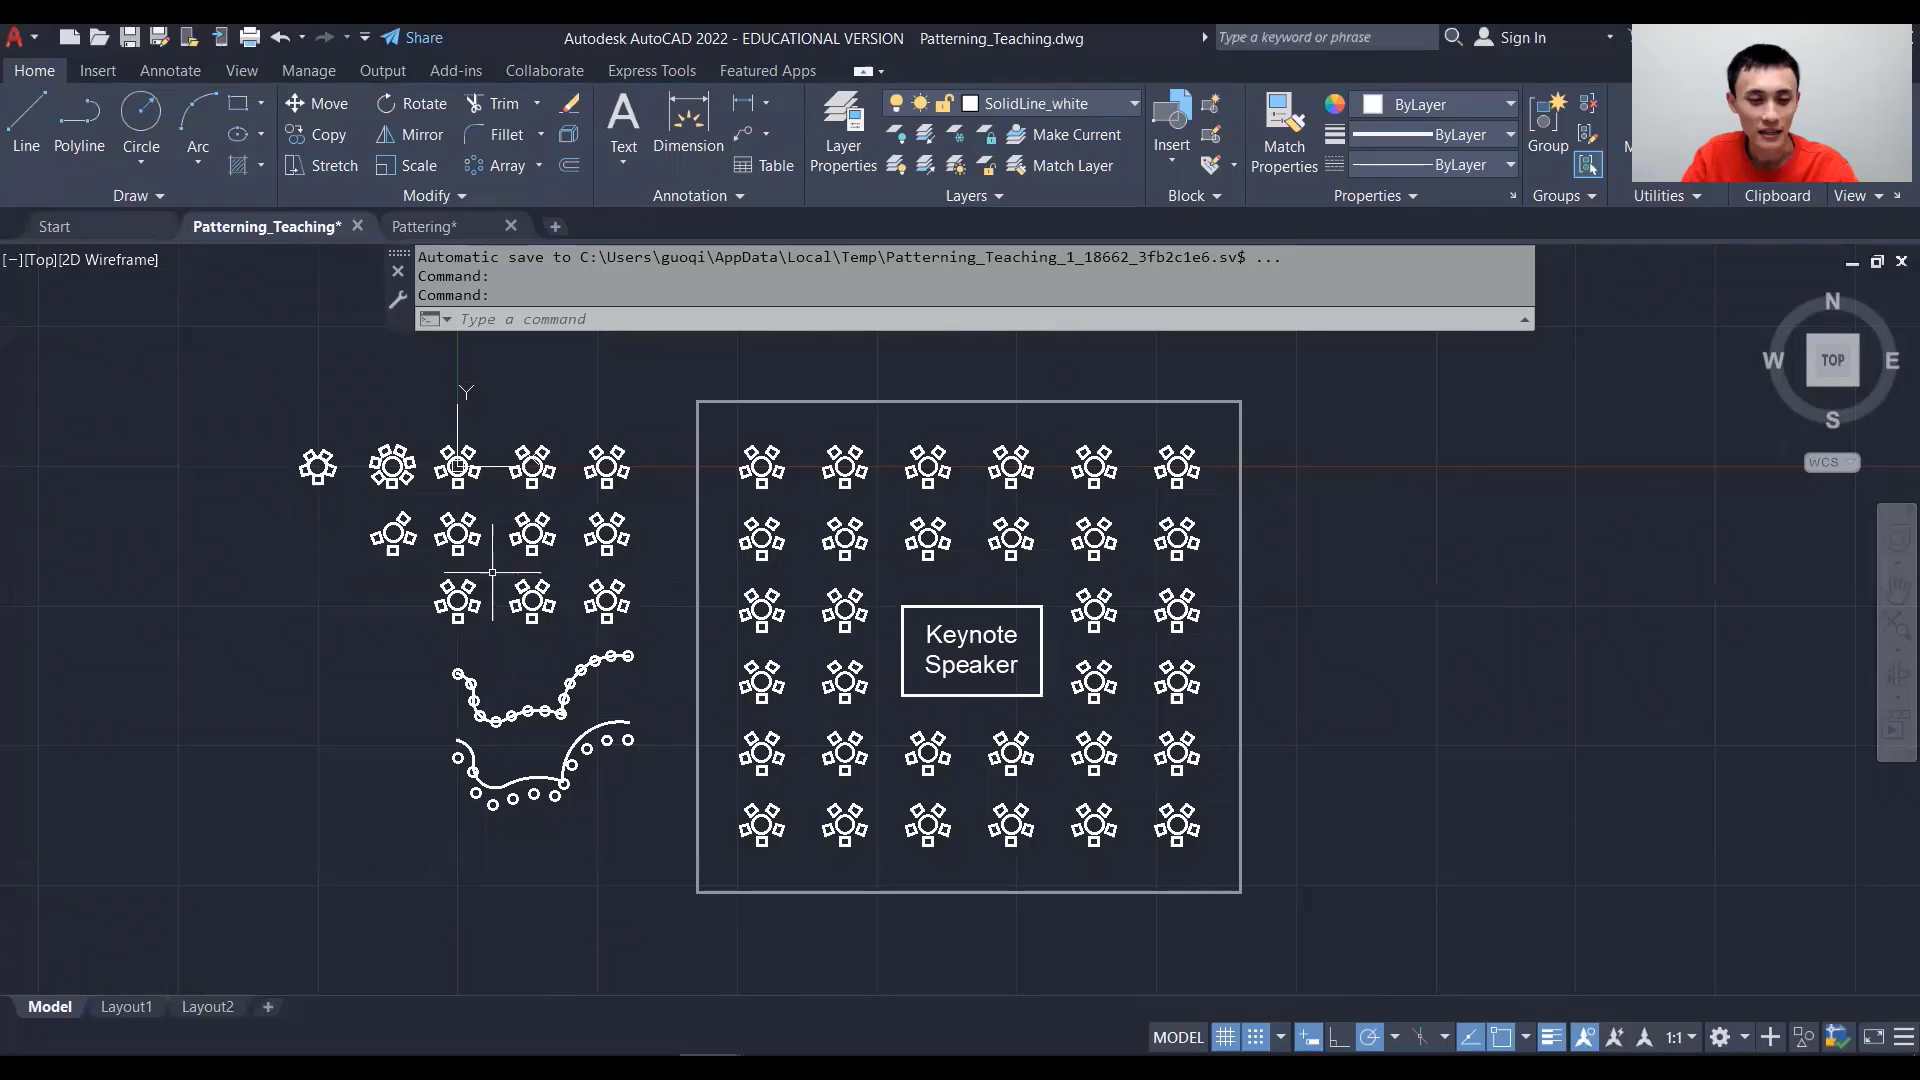 Share
Autodesk AutoCAD 2022 - EDUCATIONAL VERSION Patterning_Teaching.dwg
Type a keyword or phrase
Sign In
Home Insert Annotate View Manage Output Add-ins Collaborate Express Tools Featured Apps
Line Polyline Circle Arc
Move Rotate Trim
Copy Mirror Fillet
Stretch Scale Array
Text Dimension Table
Layer Properties
SolidLine_white
Make Current
Match Layer
Insert
Match Properties
ByLayer
ByLayer
ByLayer
Group
Draw Modify Annotation Layers Block Properties Groups Utilities Clipboard View
Start Patterning_Teaching* Pattering*
[−][Top][2D Wireframe]
Automatic save to C:\Users\guoqi\AppData\Local\Temp\Patterning_Teaching_1_18662_3fb2c1e6.sv$ ...
Command:
Command:
Type a command
N
W TOP E
S
WCS
Y
Keynote
Speaker
Model Layout1 Layout2
MODEL 1:1